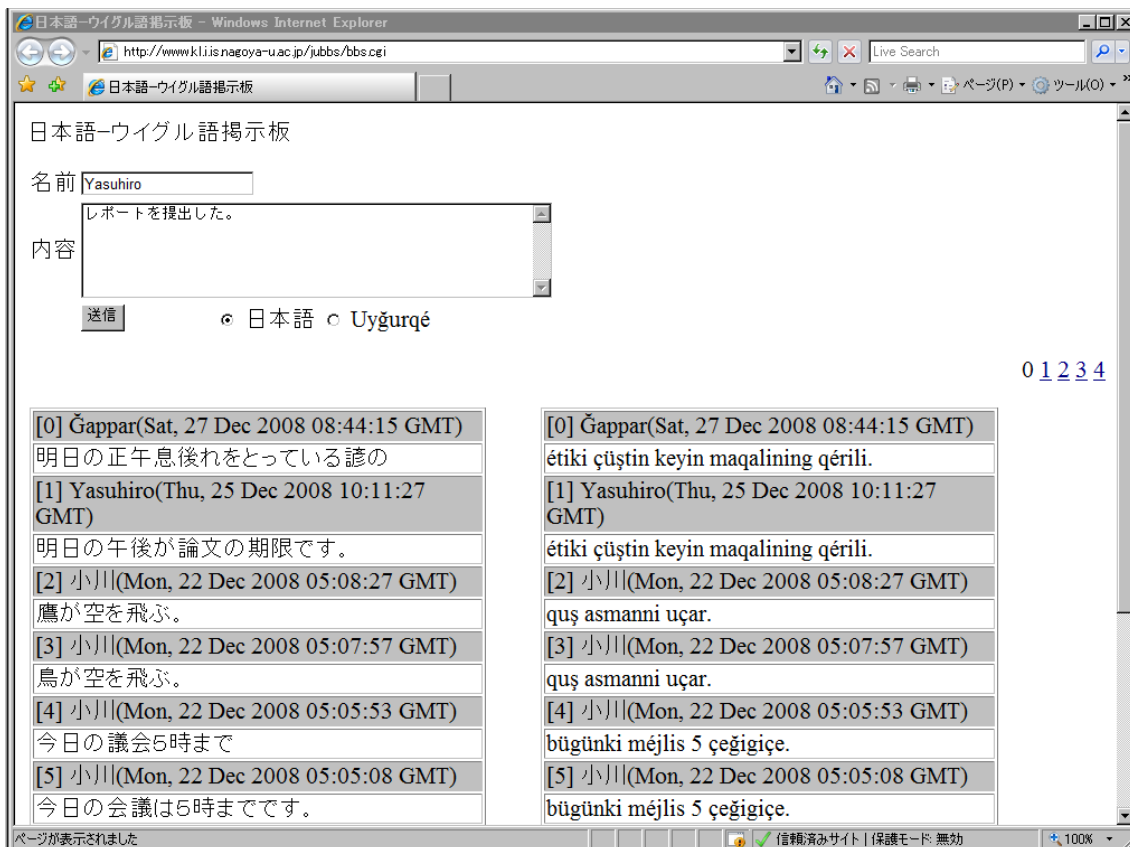 日本語-ウイグル語掲示板 - Windows Internet Explorer
http://www.kl.i.is.nagoya-u.ac.jp/jubbs/bbs.cgi
Live Search
日本語-ウイグル語掲示板
ページ(P)
ツール(O)
日本語-ウイグル語掲示板
名前 Yasuhiro
レポートを提出した。
内容
送信
日本語 Uyğurqé
0 1 2 3 4
[0] Ğappar(Sat, 27 Dec 2008 08:44:15 GMT)
明日の正午息後れをとっている諺の
[1] Yasuhiro(Thu, 25 Dec 2008 10:11:27
GMT)
明日の午後が論文の期限です。
[2] 小川(Mon, 22 Dec 2008 05:08:27 GMT)
鷹が空を飛ぶ。
[3] 小川(Mon, 22 Dec 2008 05:07:57 GMT)
鳥が空を飛ぶ。
[4] 小川(Mon, 22 Dec 2008 05:05:53 GMT)
今日の議会5時まで
[5] 小川(Mon, 22 Dec 2008 05:05:08 GMT)
今日の会議は5時までです。
[0] Ğappar(Sat, 27 Dec 2008 08:44:15 GMT)
étiki çüştin keyin maqalining qérili.
[1] Yasuhiro(Thu, 25 Dec 2008 10:11:27
GMT)
étiki çüştin keyin maqalining qérili.
[2] 小川(Mon, 22 Dec 2008 05:08:27 GMT)
quş asmanni uçar.
[3] 小川(Mon, 22 Dec 2008 05:07:57 GMT)
quş asmanni uçar.
[4] 小川(Mon, 22 Dec 2008 05:05:53 GMT)
bügünki méjlis 5 çeğigiçe.
[5] 小川(Mon, 22 Dec 2008 05:05:08 GMT)
bügünki méjlis 5 çeğigiçe.
ページが表示されました
信頼済みサイト | 保護モード: 無効
100%